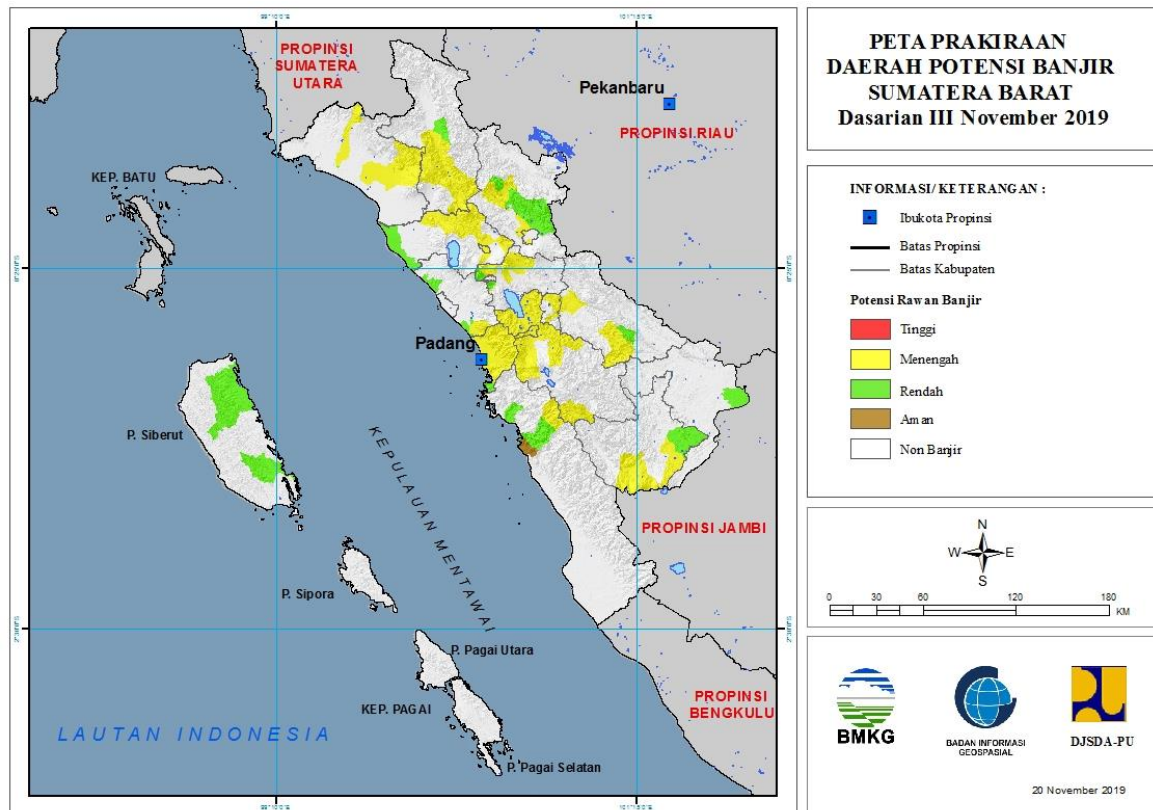 PETA PRAKIRAAN
DAERAH POTENSI BANJIR
SUMATERA BARAT
Dasarian III November 2019
INFORMASI/ KETERANGAN :
Ibukota Propinsi
Batas Propinsi
Batas Kabupaten
Potensi Rawan Banjir
Tinggi
Menengah
Rendah
Aman
Non Banjir
N
W E
S
0 30 60 120 180
KM
BMKG
BADAN INFORMASI
GEOSPASIAL
DJSDA-PU
20 November 2019
PROPINSI
SUMATERA
UTARA
Pekanbaru
PROPINSI RIAU
KEP. BATU
Padang
P. Siberut
KEPULAUAN MENTAWAI
PROPINSI JAMBI
P. Sipora
P. Pagai Utara
KEP. PAGAI
PROPINSI
BENGKULU
LAUTAN INDONESIA
P. Pagai Selatan